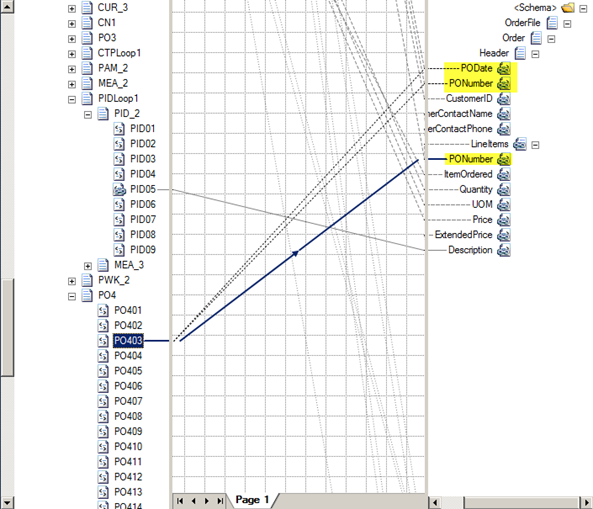 CUR_3
CN1
PO3
CTPLoop1
PAM_2
MEA_2
PIDLoop1
PID_2
PID01
PID02
PID03
PID04
PID05
PID06
PID07
PID08
PID09
MEA_3
PWK_2
PO4
PO401
PO402
PO403
PO404
PO405
PO406
PO407
PO408
PO409
PO410
PO411
PO412
PO413
PO414
Page 1
<Schema>
OrderFile
Order
Header
PODate
PONumber
CustomerID
erContactName
erContactPhone
LineItems
PONumber
ItemOrdered
Quantity
UOM
Price
ExtendedPrice
Description